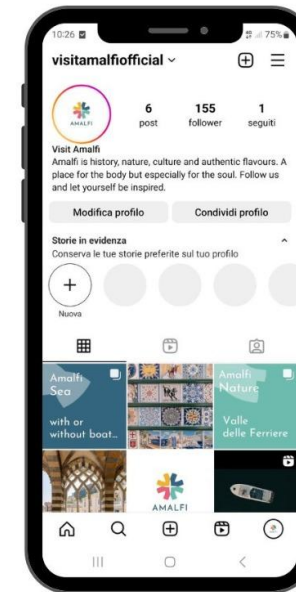 10:26
75%
visitamalfiofficial
AMALFI
6
post
155
follower
1
seguiti
Visit Amalfi
Amalfi is history, nature, culture and authentic flavours. A
place for the body but especially for the soul. Follow us
and let yourself be inspired.
Modifica profilo
Condividi profilo
Storie in evidenza
Conserva le tue storie preferite sul tuo profilo
Nuova
Amalfi
Sea
with or
without boat...
Amalfi
Nature
Valle
delle Ferriere
AMALFI